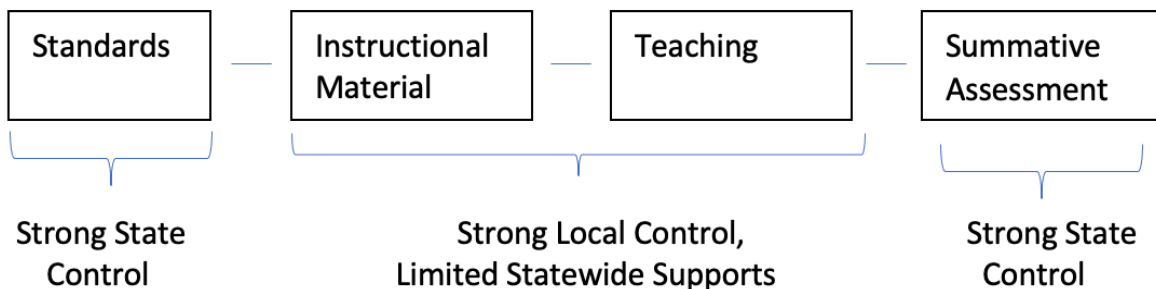 Standards
Instructional
Material
Teaching
Summative
Assessment
Strong State
Control
Strong Local Control,
Limited Statewide Supports
Strong State
Control